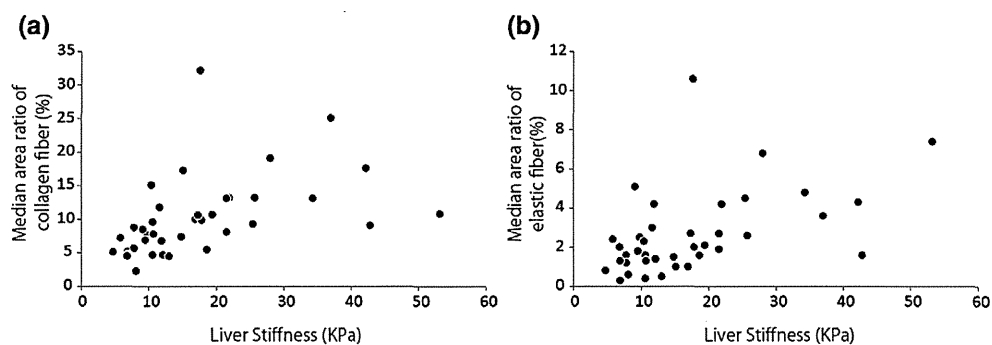 (a)
Median area ratio of
collagen fiber (%)
35
30
25
20
15
10
5
0
0 10 20 30 40 50 60
Liver Stiffness (KPa)
(b)
Median area ratio of
elastic fiber(%)
12
10
8
6
4
2
0
0 10 20 30 40 50 60
Liver Stiffness (KPa)